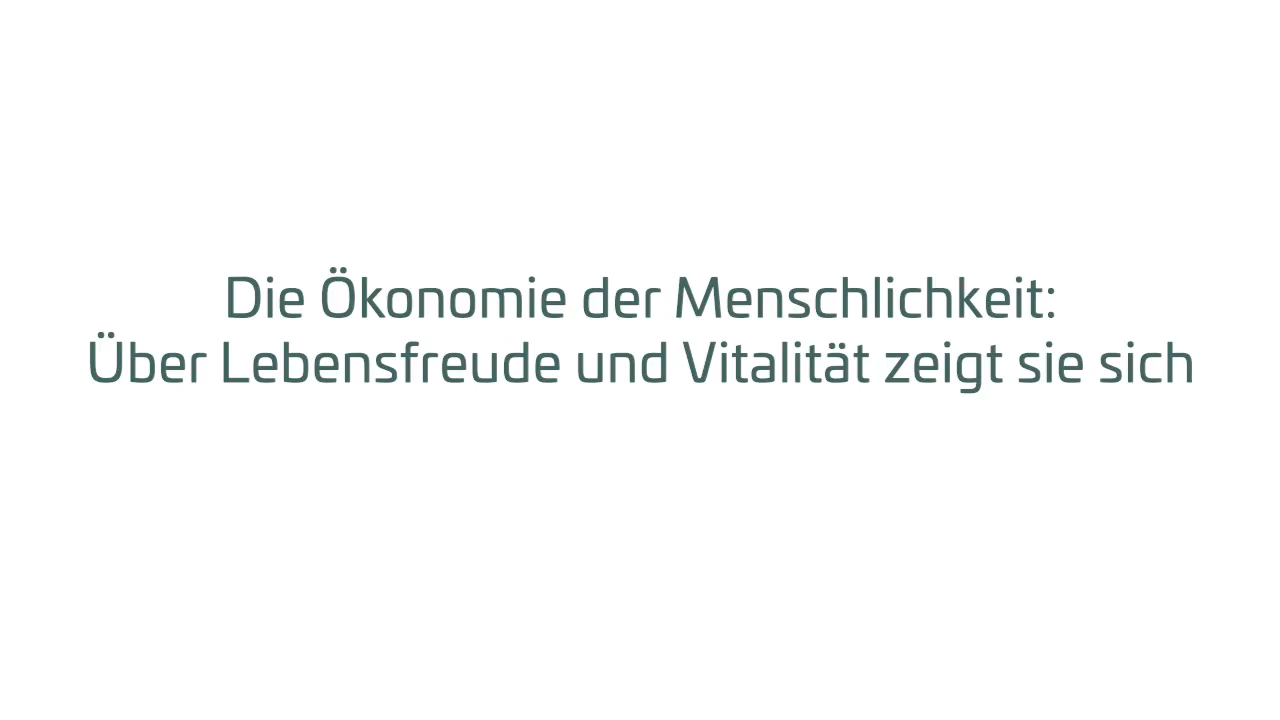 Die Ökonomie der Menschlichkeit:
Über Lebensfreude und Vitalität zeigt sie sich